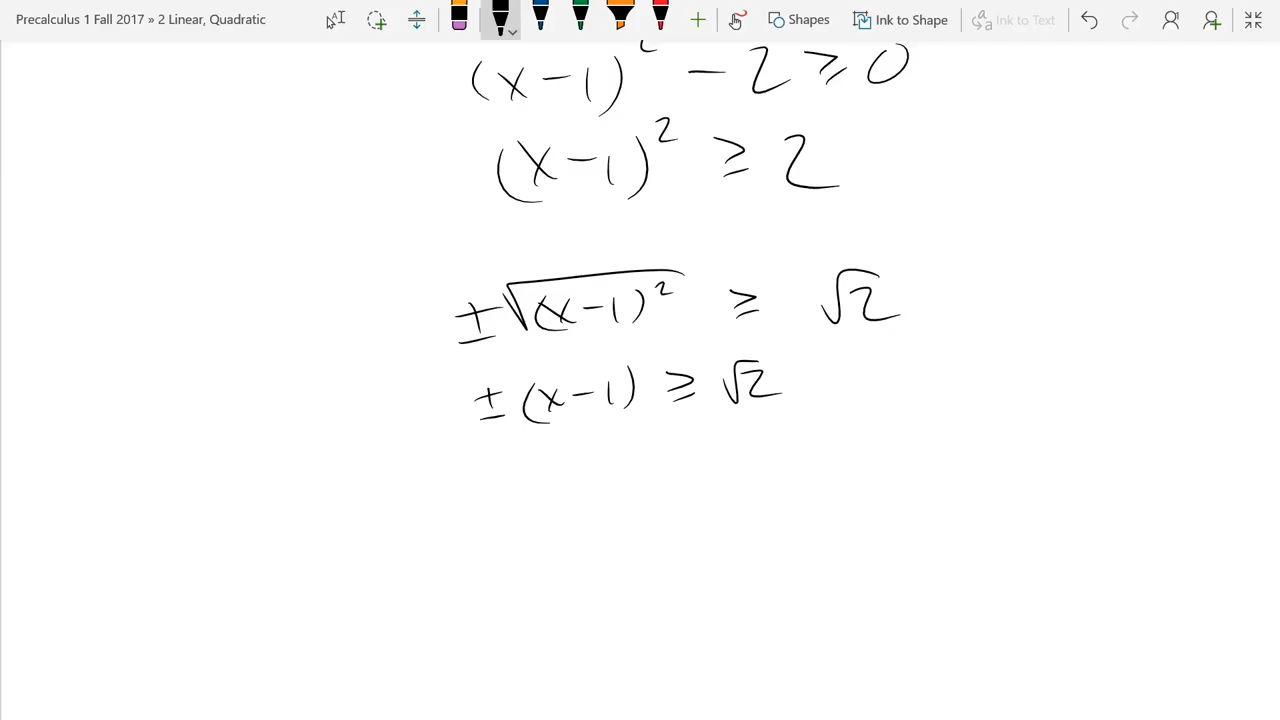 Precalculus 1 Fall 2017 » 2 Linear, Quadratic
Shapes
Ink to Shape
Ink to Text
(x-1)² - 2 ≥ 0
(x-1)² ≥ 2
±√(x-1)² ≥ √2
±(x-1) ≥ √2